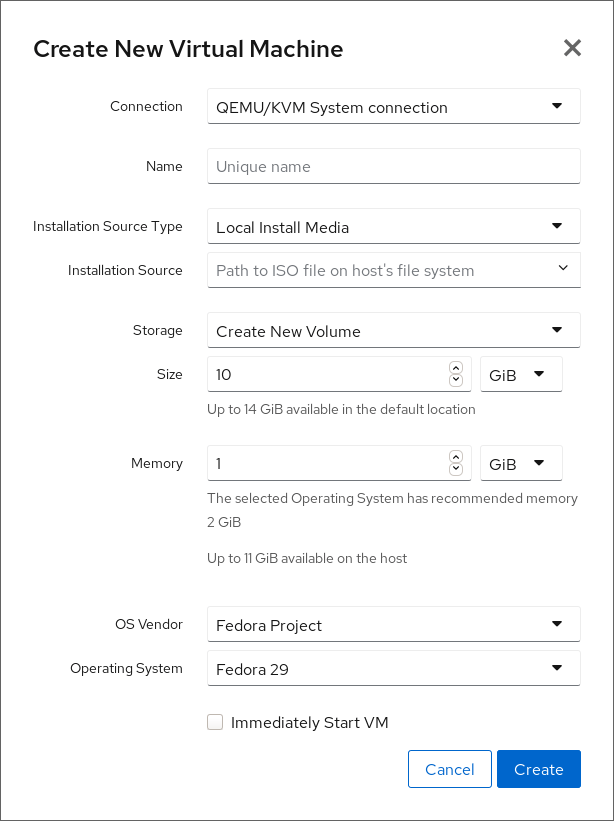 Create New Virtual Machine
Connection
QEMU/KVM System connection
Name
Unique name
Installation Source Type
Local Install Media
Installation Source
Path to ISO file on host's file system
Storage
Create New Volume
Size
10
GiB
Up to 14 GiB available in the default location
Memory
1
GiB
The selected Operating System has recommended memory
2 GiB
Up to 11 GiB available on the host
OS Vendor
Fedora Project
Operating System
Fedora 29
Immediately Start VM
Cancel
Create